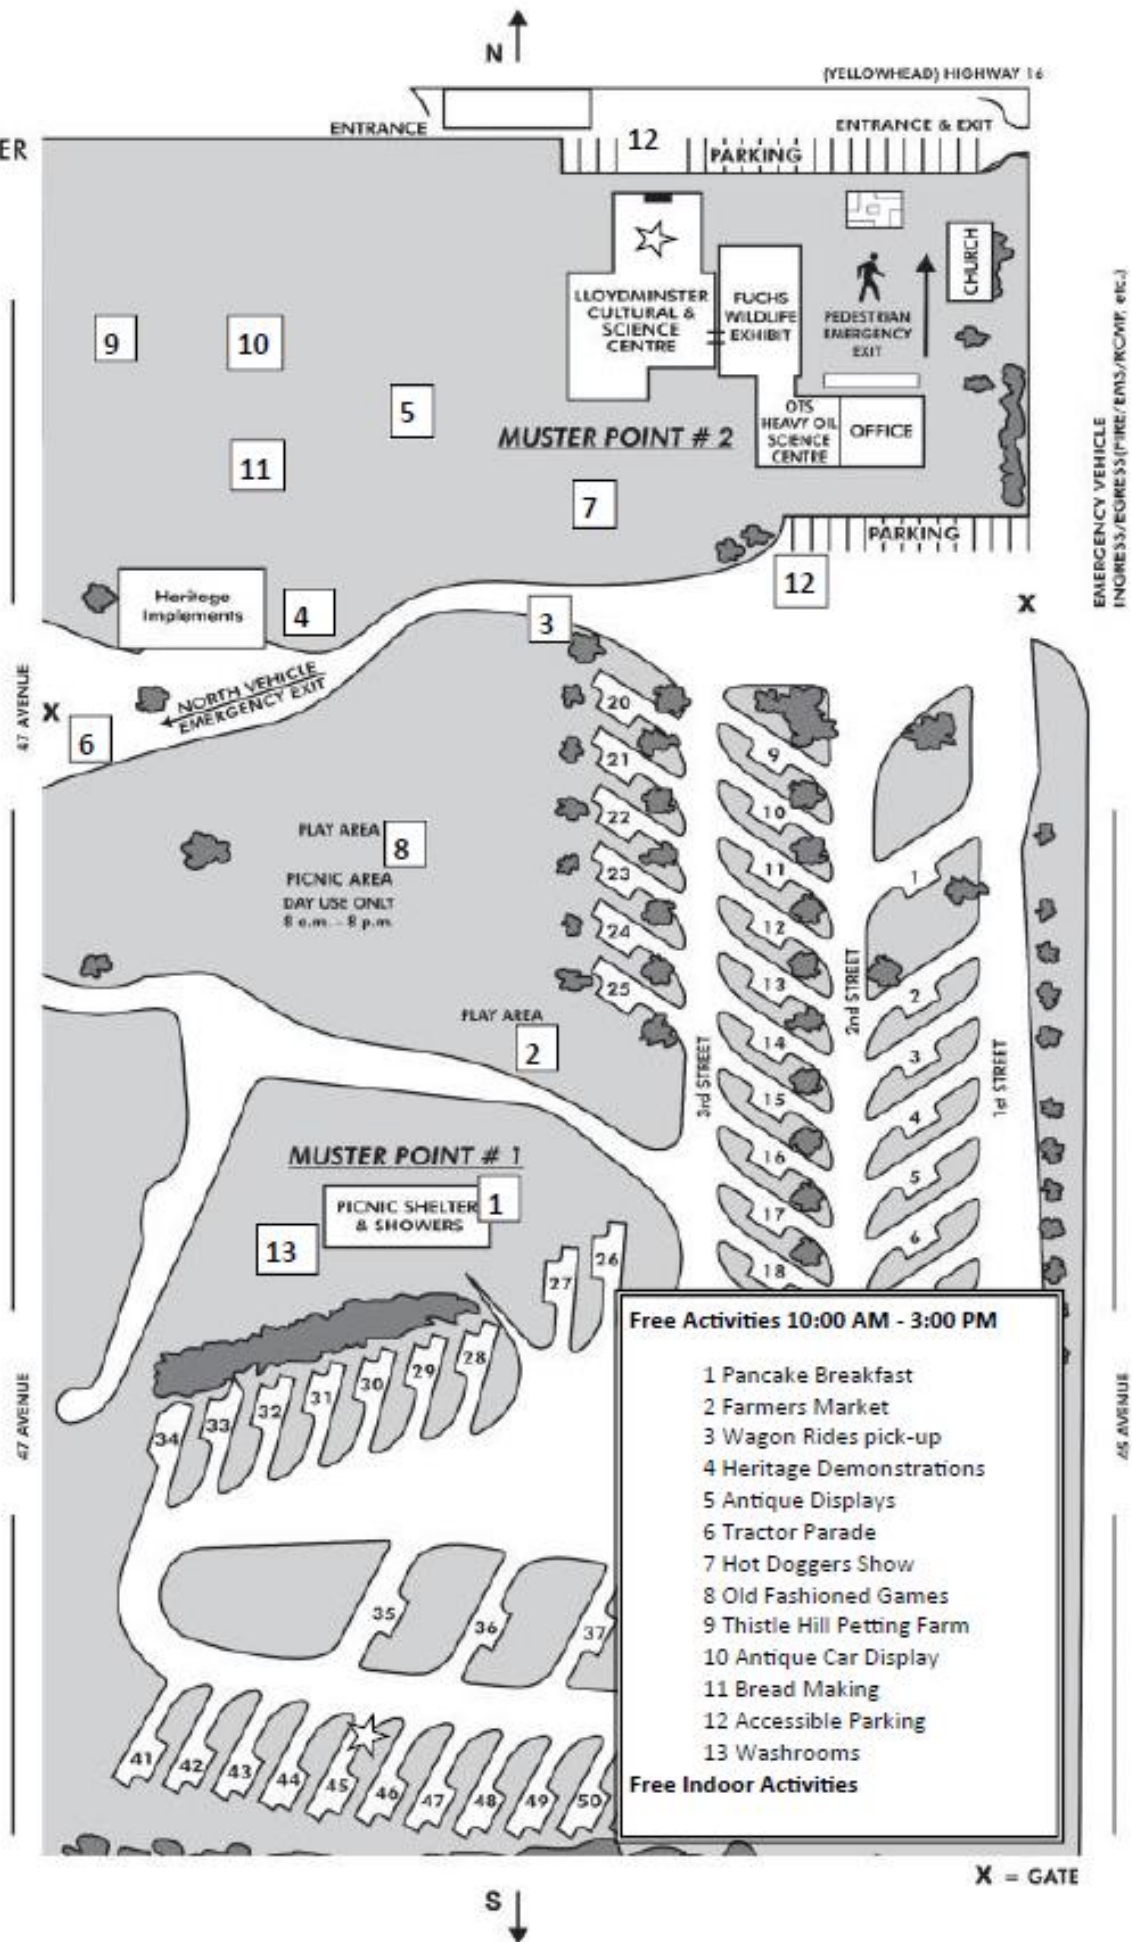 N
(YELLOWHEAD) HIGHWAY 16
ENTRANCE
ENTRANCE & EXIT
ER
12
PARKING
CHURCH
LLOYDMINSTER
CULTURAL &
SCIENCE
CENTRE
FUCHS
WILDLIFE
EXHIBIT
PEDESTRIAN
EMERGENCY
EXIT
9
10
5
OTS
HEAVY OIL
SCIENCE
CENTRE
OFFICE
MUSTER POINT # 2
11
7
PARKING
EMERGENCY VEHICLE
INGRESS/EGRESS(FIRE/EMS/RCMP, etc.)
12
Heritage
Implements
4
3
X
NORTH VEHICLE
EMERGENCY EXIT
47 AVENUE
X
6
20
21
22
23
24
25
9
10
11
12
13
14
15
16
17
18
1
2
3
4
5
6
PLAY AREA
8
PICNIC AREA
DAY USE ONLY
8 a.m. - 8 p.m.
PLAY AREA
2
3rd STREET
2nd STREET
1st STREET
MUSTER POINT # 1
PICNIC SHELTER
& SHOWERS
1
13
26
27
28
29
30
31
32
33
34
47 AVENUE
45 AVENUE
35
36
37
41
42
43
44
45
46
47
48
49
50
Free Activities 10:00 AM - 3:00 PM
1 Pancake Breakfast
2 Farmers Market
3 Wagon Rides pick-up
4 Heritage Demonstrations
5 Antique Displays
6 Tractor Parade
7 Hot Doggers Show
8 Old Fashioned Games
9 Thistle Hill Petting Farm
10 Antique Car Display
11 Bread Making
12 Accessible Parking
13 Washrooms
Free Indoor Activities
X = GATE
S